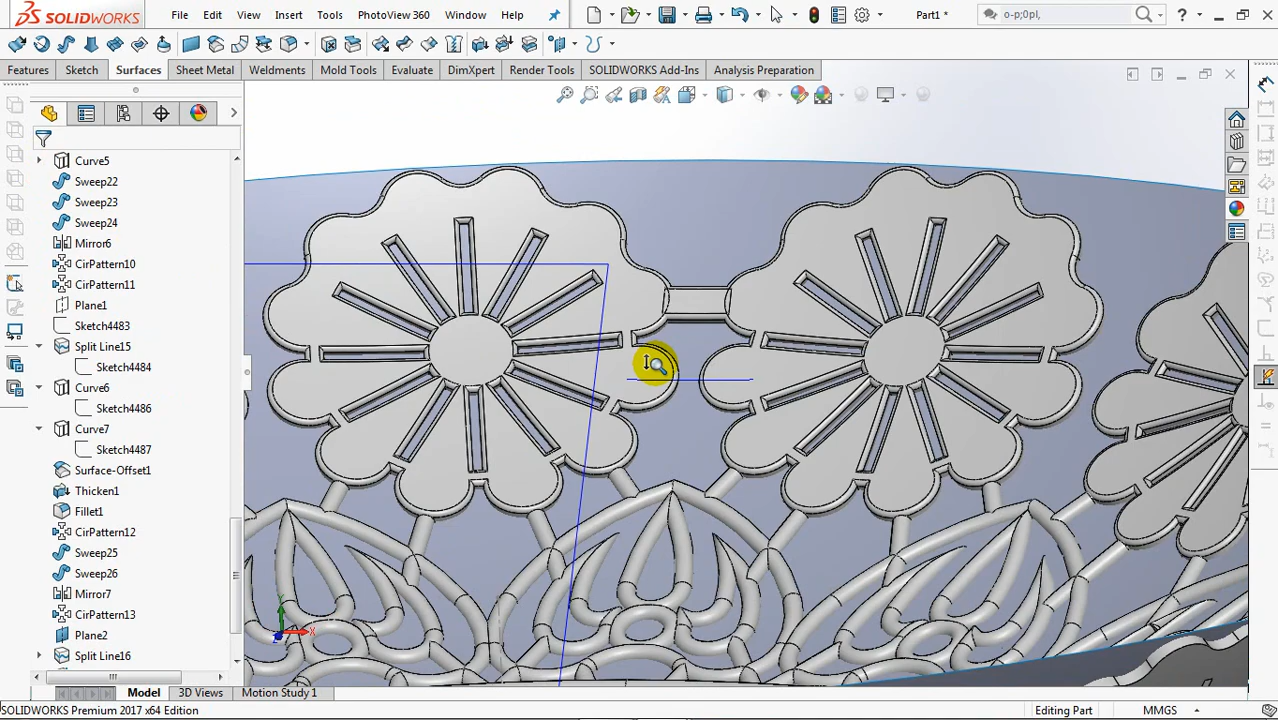 SOLIDWORKS File Edit View Insert Tools PhotoView 360 Window Help Part1 * o-p;0pl, ?
Features Sketch Surfaces Sheet Metal Weldments Mold Tools Evaluate DimXpert Render Tools SOLIDWORKS Add-Ins Analysis Preparation
Curve5
Sweep22
Sweep23
Sweep24
Mirror6
CirPattern10
CirPattern11
Plane1
Sketch4483
Split Line15
Sketch4484
Curve6
Sketch4486
Curve7
Sketch4487
Surface-Offset1
Thicken1
Fillet1
CirPattern12
Sweep25
Sweep26
Mirror7
CirPattern13
Plane2
Split Line16
X
Model 3D Views Motion Study 1
SOLIDWORKS Premium 2017 x64 Edition Editing Part MMGS